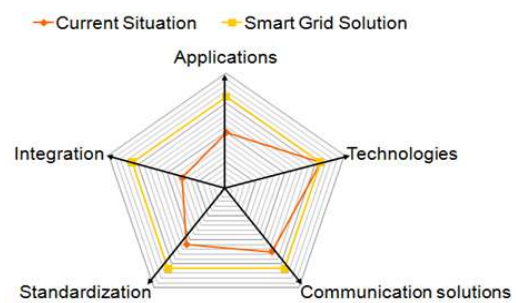 Current Situation Smart Grid Solution
Applications
Integration
Technologies
Standardization
Communication solutions